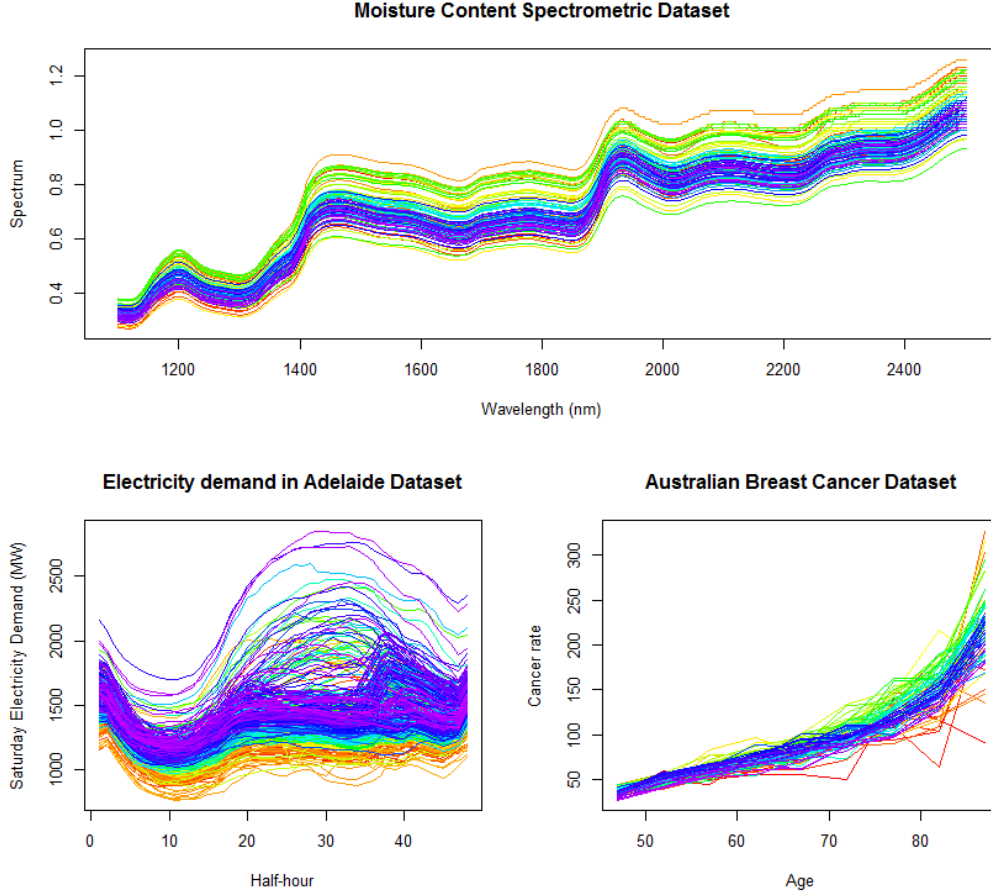 Moisture Content Spectrometric Dataset
Spectrum
0.4 0.6 0.8 1.0 1.2
1200 1400 1600 1800 2000 2200 2400
Wavelength (nm)
Electricity demand in Adelaide Dataset
Saturday Electricity Demand (MW)
1000 1500 2000 2500
0 10 20 30 40
Half-hour
Australian Breast Cancer Dataset
Cancer rate
50 100 150 200 250 300
50 60 70 80
Age